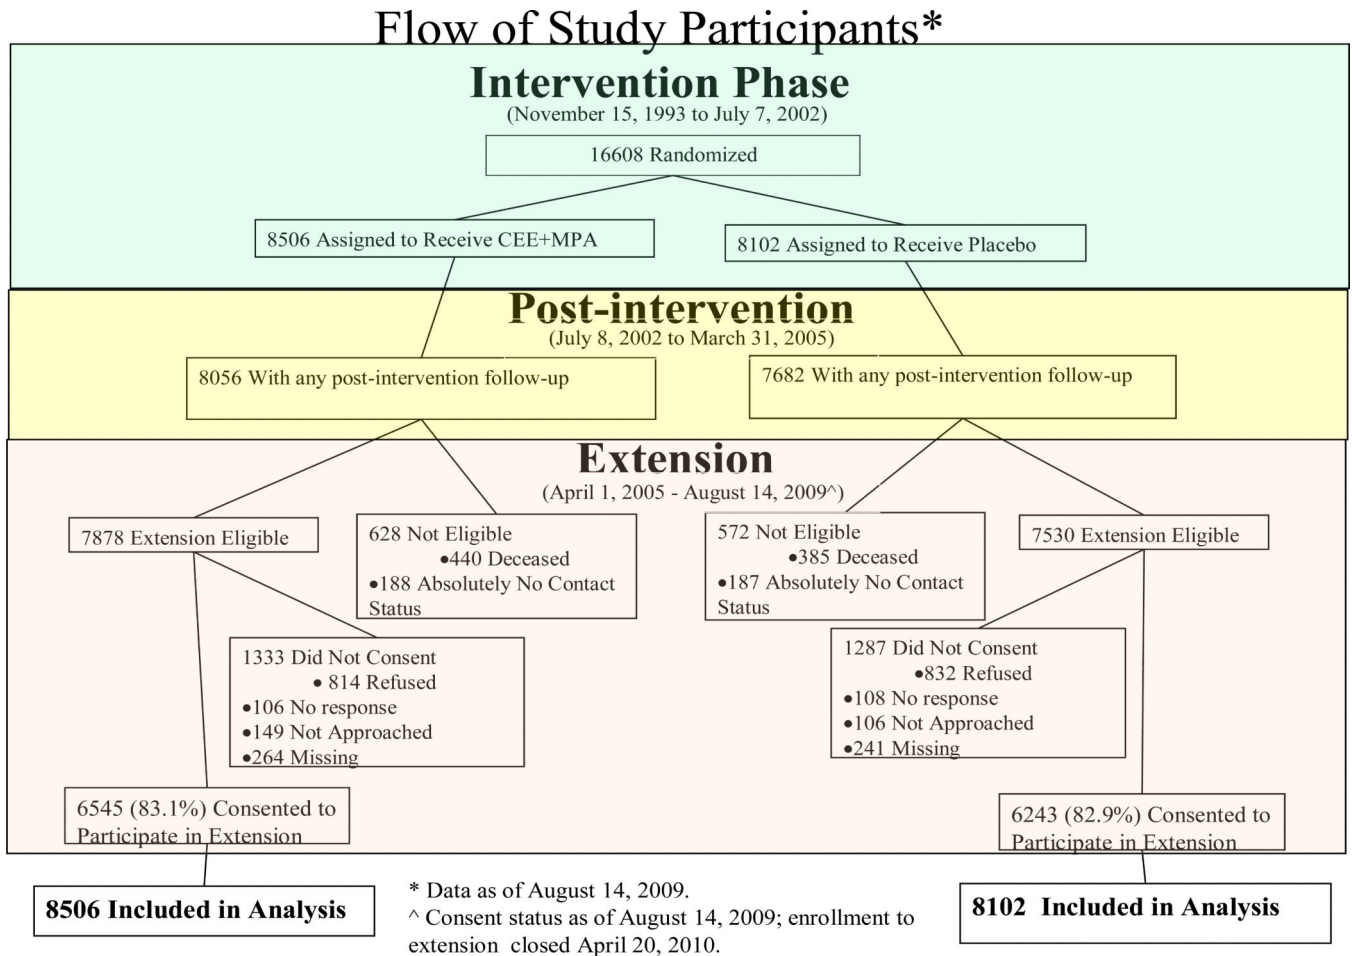 Flow of Study Participants*
Intervention Phase
(November 15, 1993 to July 7, 2002)
16608 Randomized
8506 Assigned to Receive CEE+MPA
8102 Assigned to Receive Placebo
Post-intervention
(July 8, 2002 to March 31, 2005)
8056 With any post-intervention follow-up
7682 With any post-intervention follow-up
Extension
(April 1, 2005 - August 14, 2009^)
7878 Extension Eligible
628 Not Eligible
•440 Deceased
•188 Absolutely No Contact
Status
572 Not Eligible
•385 Deceased
•187 Absolutely No Contact
Status
7530 Extension Eligible
1333 Did Not Consent
• 814 Refused
•106 No response
•149 Not Approached
•264 Missing
1287 Did Not Consent
•832 Refused
•108 No response
•106 Not Approached
•241 Missing
6545 (83.1%) Consented to
Participate in Extension
6243 (82.9%) Consented to
Participate in Extension
8506 Included in Analysis
* Data as of August 14, 2009.
^ Consent status as of August 14, 2009; enrollment to
extension closed April 20, 2010.
8102 Included in Analysis